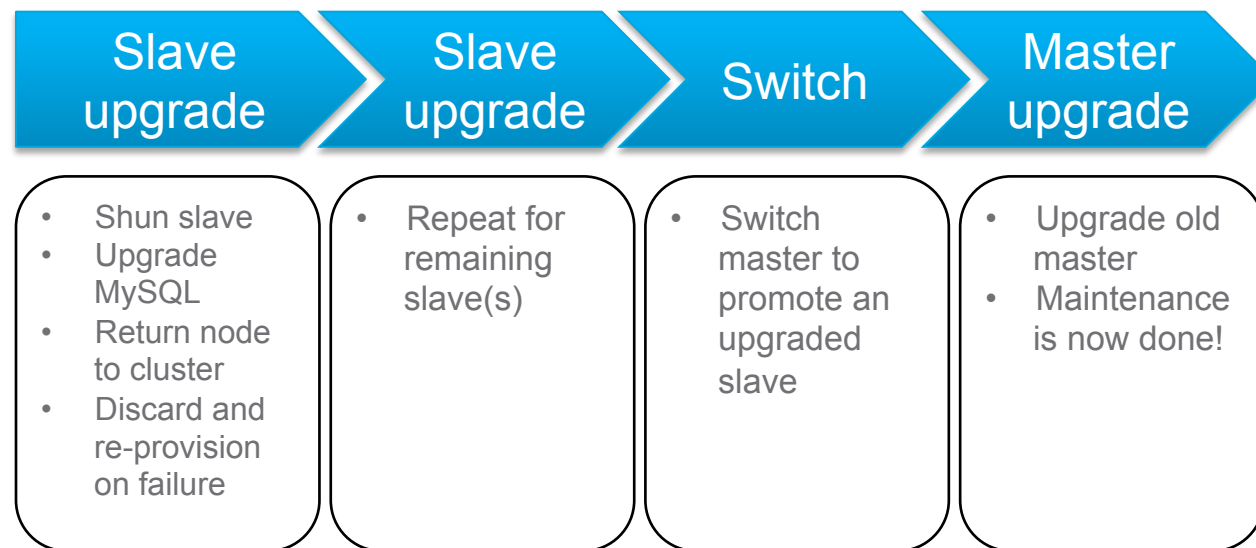 Slave
upgrade
Slave
upgrade
Switch
Master
upgrade
• Shun slave
• Upgrade
MySQL
• Return node
to cluster
• Discard and
re-provision
on failure
• Repeat for
remaining
slave(s)
• Switch
master to
promote an
upgraded
slave
• Upgrade old
master
• Maintenance
is now done!